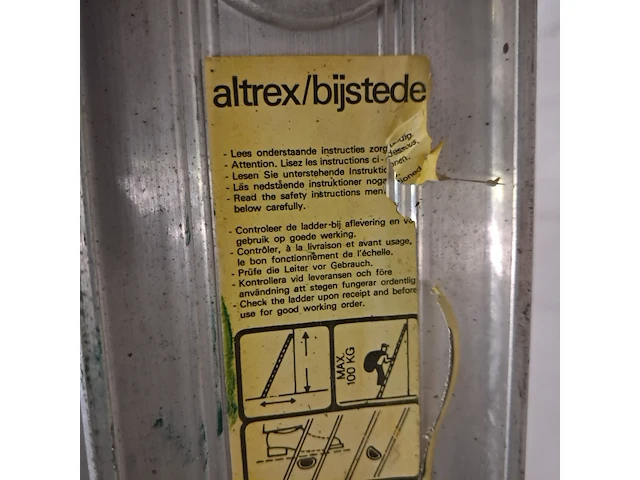 altrex/bijstede
- Lees onderstaande instructies zorg
- Attention. Lisez les instructions ci-
- Lesen Sie unterstehende Instruktio
- Läs nedstående instruktioner noga
- Read the safety instructions men
below carefully.
- Controleer de ladder-bij aflevering en vo
gebruik op goede werking.
- Contrôler, à la livraison et avant usage,
le bon fonctionnement de l'échelle.
- Prüfe die Leiter vor Gebrauch.
- Kontrollera vid leveransen och före
användning att stegen fungerar ordentlig
- Check the ladder upon receipt and before
use for good working order.
MAX.
100 KG